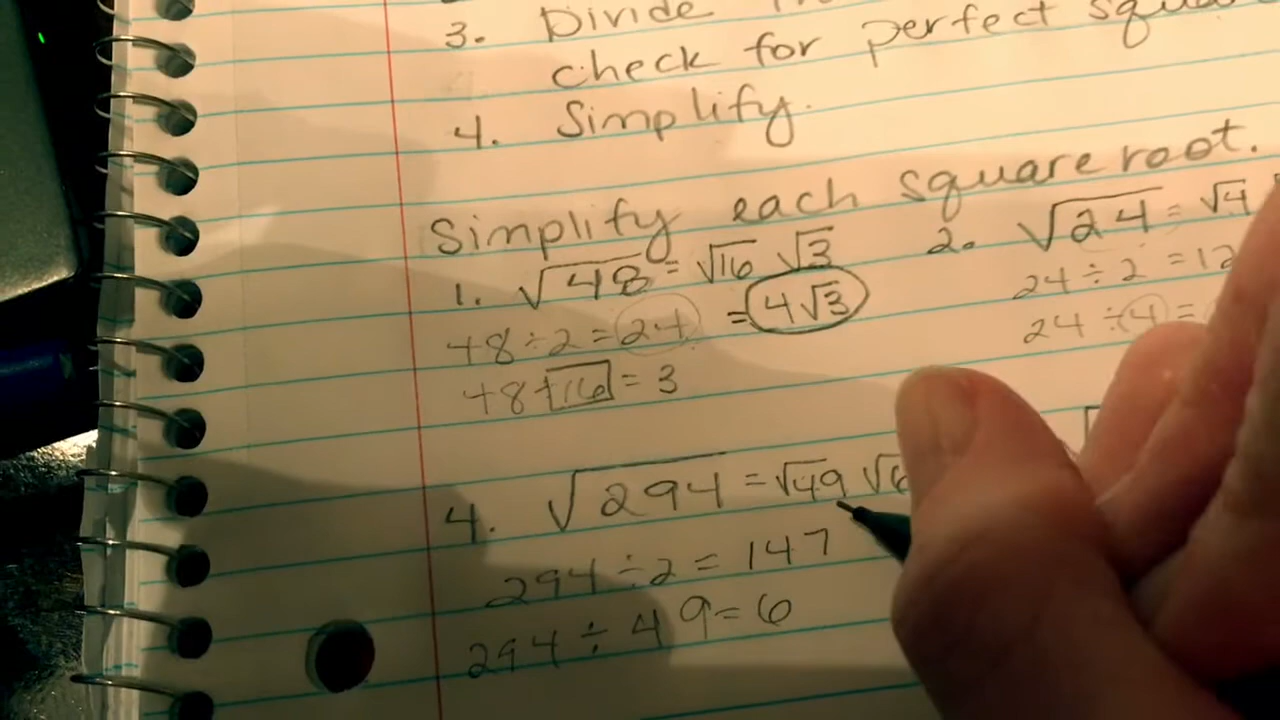 3. Divide
check for perfect
4. Simplify.
Simplify each square root.
1. √48 = √16 √3
= 4√3
48 ÷ 2 = 24
48 ÷ 16 = 3
2. √24 = √4
24 ÷ 2 = 12
24 ÷ 4 =
4. √294 = √49 √6
294 ÷ 2 = 147
294 ÷ 49 = 6